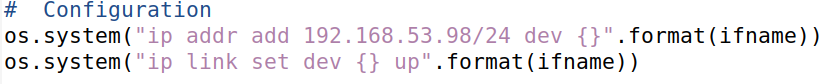 #  Configuration
os.system("ip addr add 192.168.53.98/24 dev {}".format(ifname))
os.system("ip link set dev {} up".format(ifname))